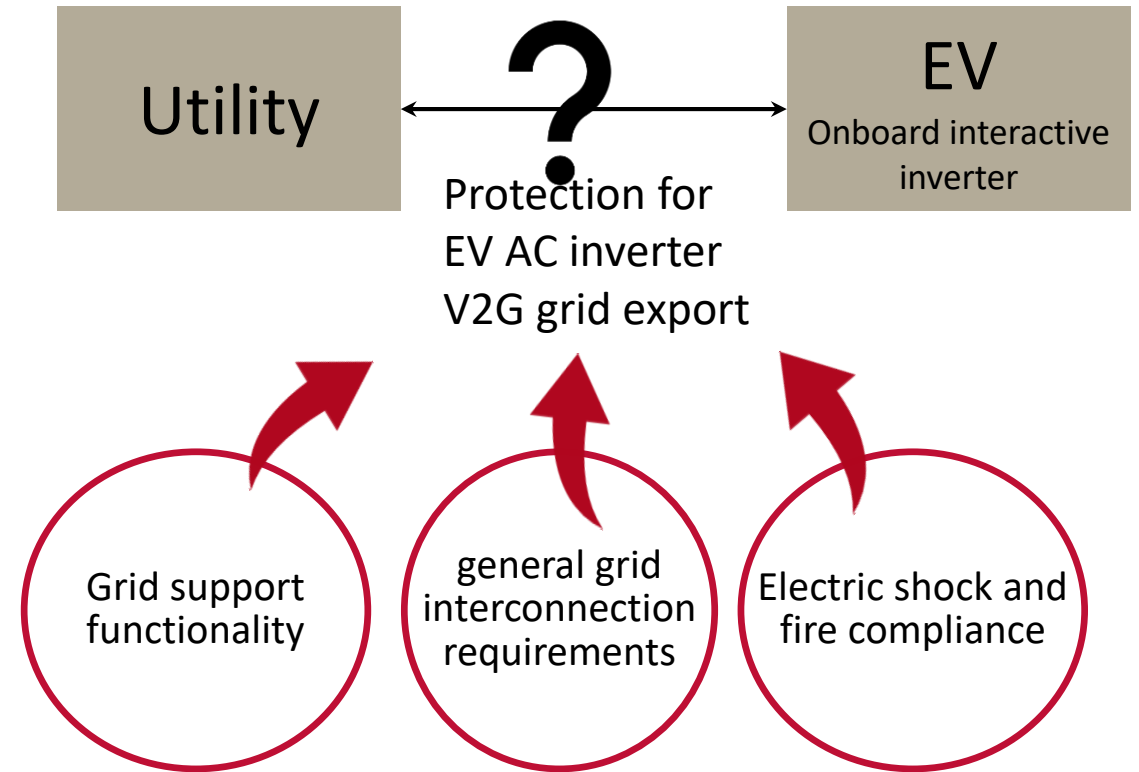 Utility
?
EV
Onboard interactive
inverter
Protection for
EV AC inverter
V2G grid export
Grid support
functionality
general grid
interconnection
requirements
Electric shock and
fire compliance